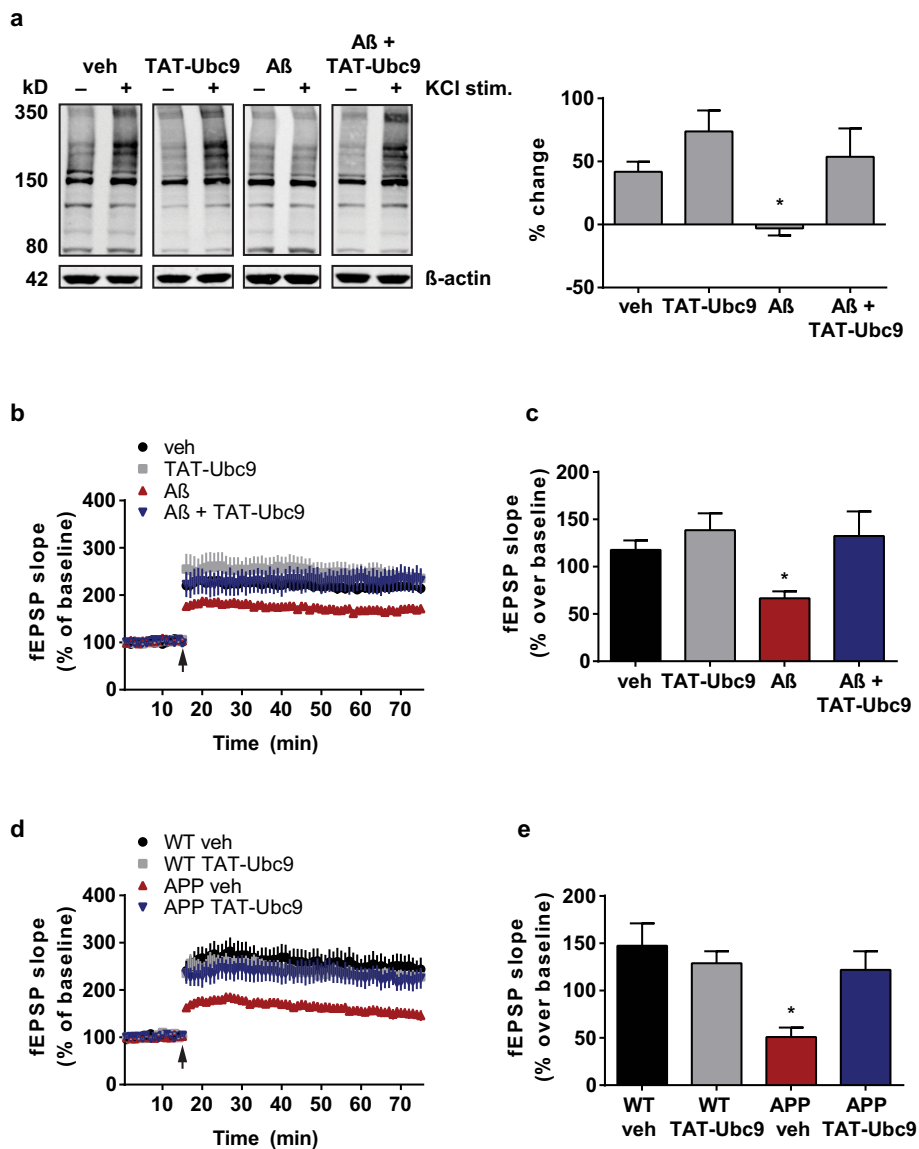 a
veh TAT-Ubc9 Aß Aß +
TAT-Ubc9
kD – + – + – + – + KCl stim.
350
150
80
42 ß-actin
% change
100
50
0
-50
*
veh TAT-Ubc9 Aß Aß +
TAT-Ubc9
b
veh
TAT-Ubc9
Aß
Aß + TAT-Ubc9
fEPSP slope
(% of baseline)
400
300
200
100
0
10 20 30 40 50 60 70
Time (min)
c
fEPSP slope
(% over baseline)
200
150
100
50
0
*
veh TAT-Ubc9 Aß Aß +
TAT-Ubc9
d
WT veh
WT TAT-Ubc9
APP veh
APP TAT-Ubc9
fEPSP slope
(% of baseline)
400
300
200
100
0
10 20 30 40 50 60 70
Time (min)
e
fEPSP slope
(% over baseline)
200
150
100
50
0
*
WT WT APP APP
veh TAT-Ubc9 veh TAT-Ubc9